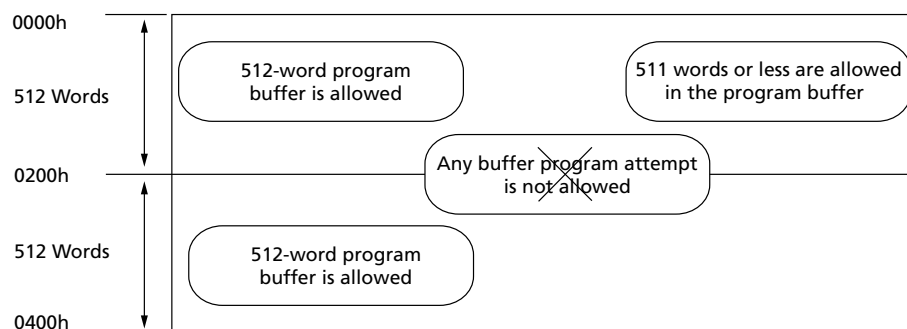 0000h
512 Words
512-word program
buffer is allowed
511 words or less are allowed
in the program buffer
Any buffer program attempt
is not allowed
0200h
512 Words
512-word program
buffer is allowed
0400h